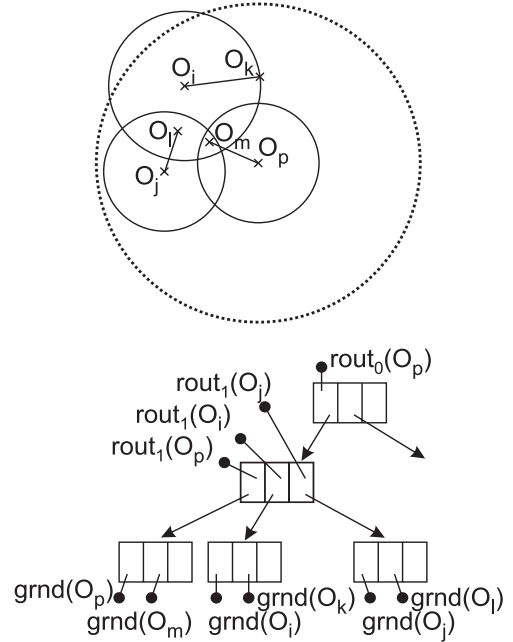 O_i O_k
O_l O_m
O_j O_p
rout_0(O_p)
rout_1(O_j)
rout_1(O_i)
rout_1(O_p)
grnd(O_p) grnd(O_k) grnd(O_l)
grnd(O_m) grnd(O_i) grnd(O_j)